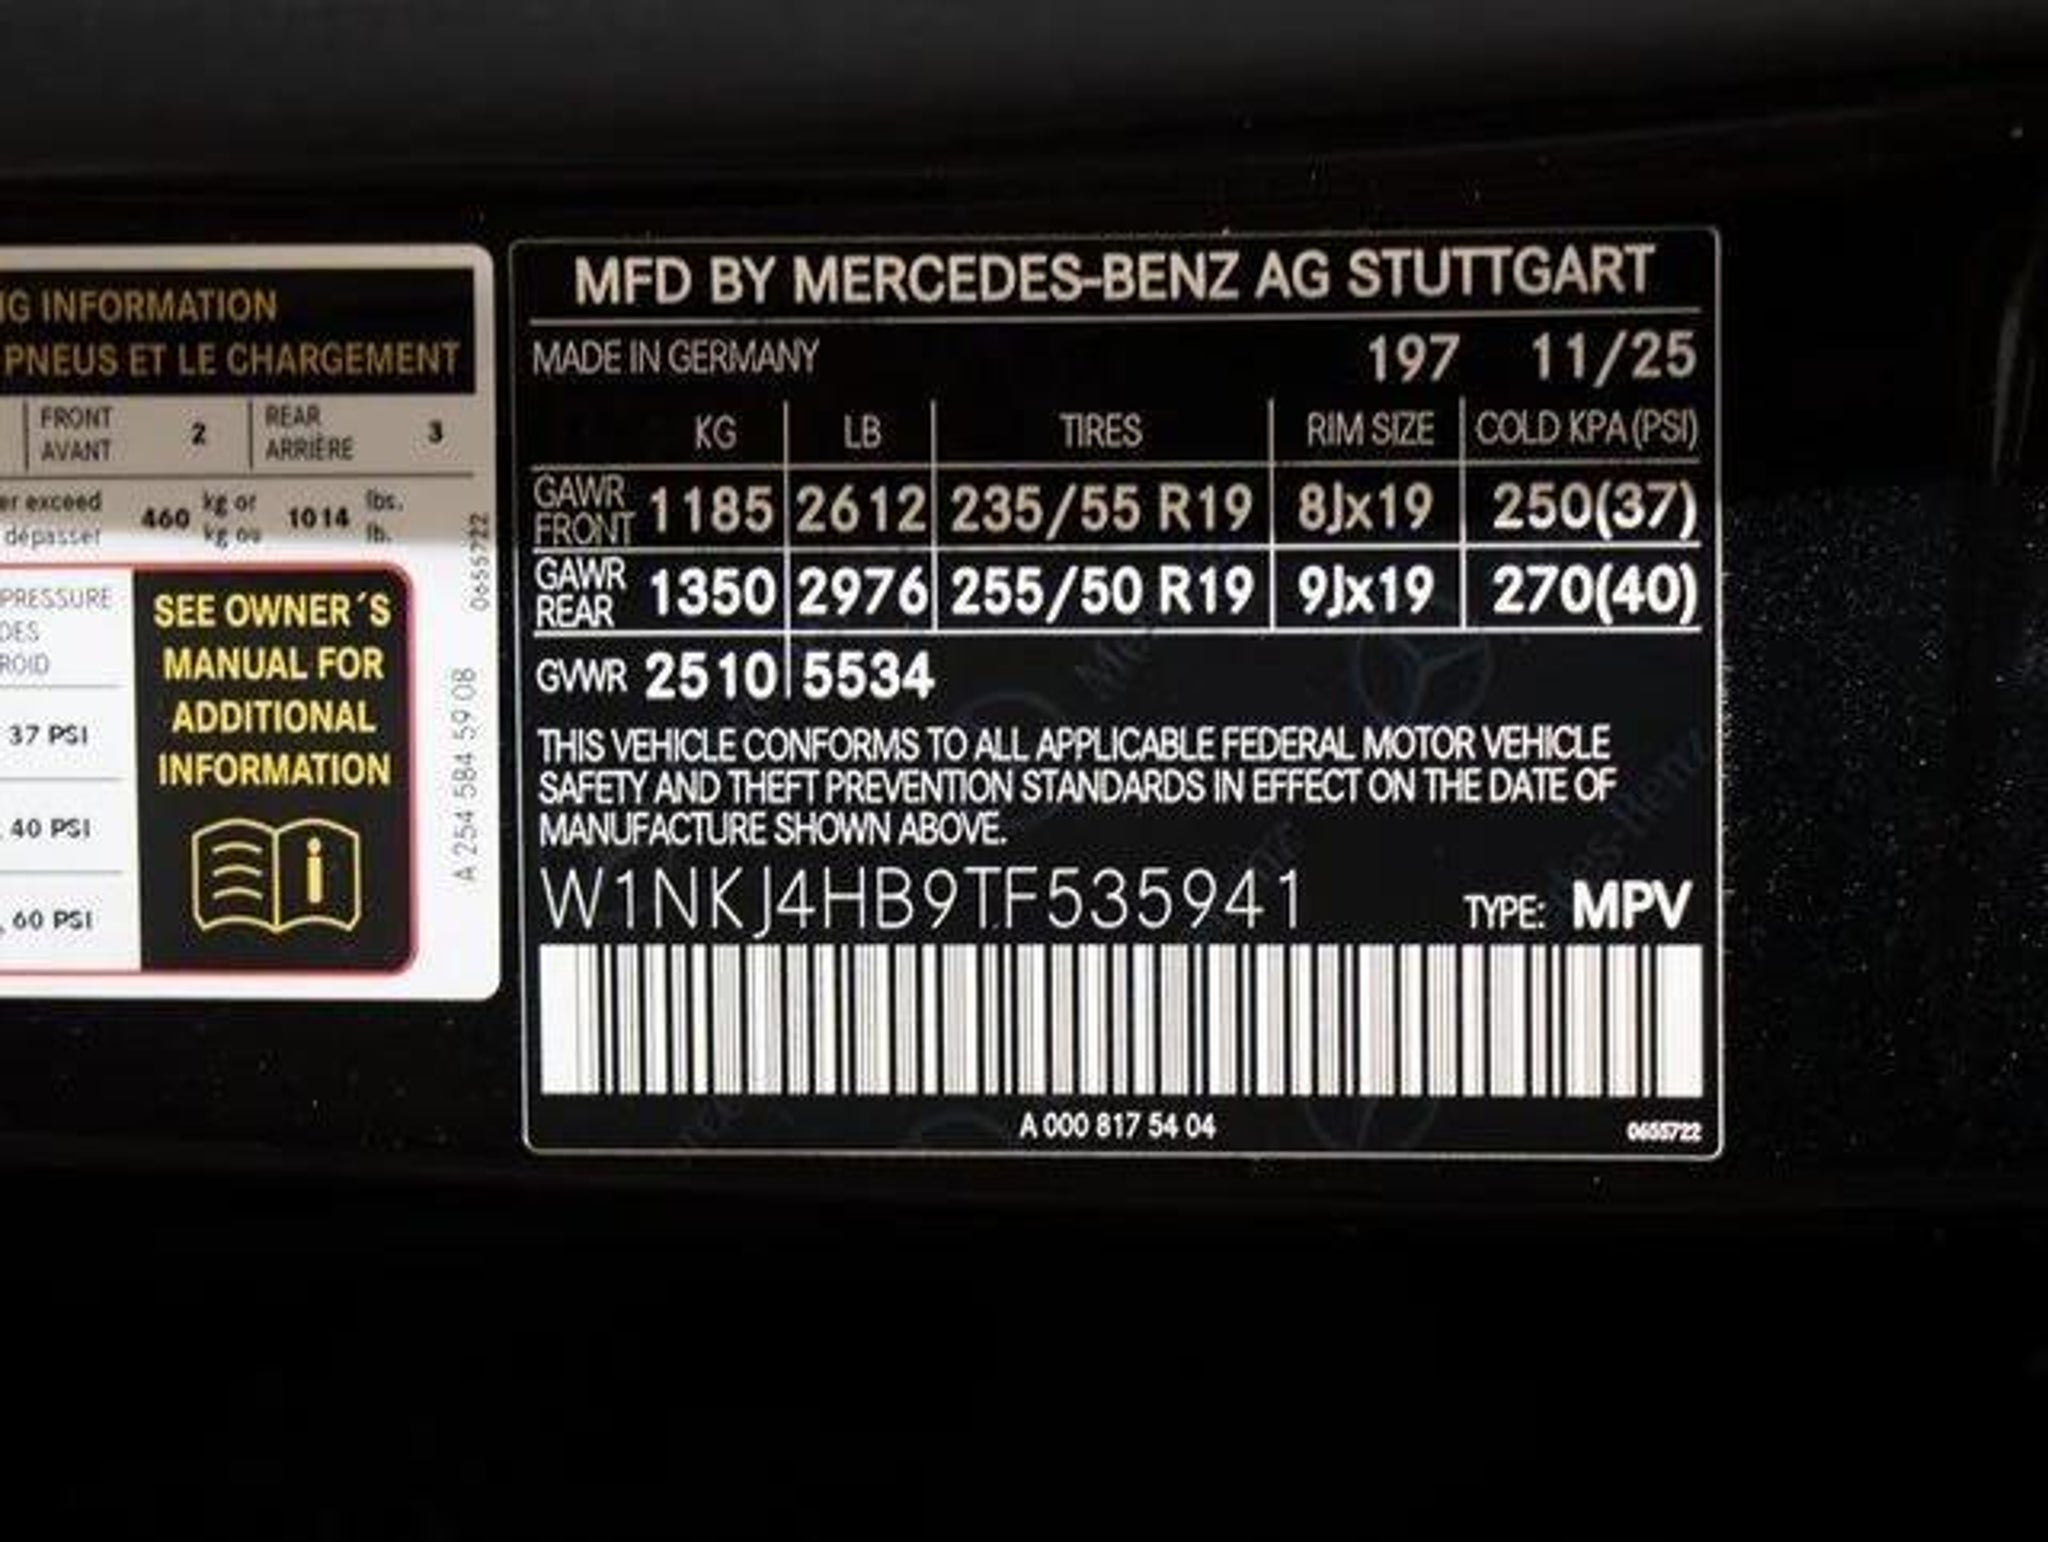 IG INFORMATION
PNEUS ET LE CHARGEMENT
FRONT 2 REAR 3
AVANT ARRIÈRE
er exceed 460 kg or 1014 lbs.
dépasser kg ou lb.
PRESSURE
DES
ROID
37 PSI
40 PSI
60 PSI
SEE OWNER´S
MANUAL FOR
ADDITIONAL
INFORMATION
A 254 584 59 08 0655722
MFD BY MERCEDES-BENZ AG STUTTGART
MADE IN GERMANY 197 11/25
KG LB TIRES RIM SIZE COLD KPA (PSI)
GAWR FRONT 1185 2612 235/55 R19 8Jx19 250(37)
GAWR REAR 1350 2976 255/50 R19 9Jx19 270(40)
GVWR 2510 5534
THIS VEHICLE CONFORMS TO ALL APPLICABLE FEDERAL MOTOR VEHICLE
SAFETY AND THEFT PREVENTION STANDARDS IN EFFECT ON THE DATE OF
MANUFACTURE SHOWN ABOVE.
W1NKJ4HB9TF535941 TYPE: MPV
A 000 817 54 04 0655722